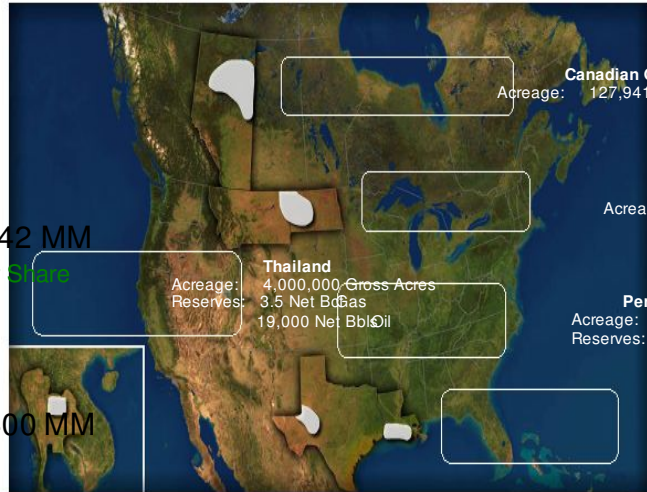 Canadian
Acreage: 127,941
Acrea
42 MM
Share
Thailand
Acreage: 4,000,000 Gross Acres
Reserves: 3.5 Net Bcf Gas
19,000 Net Bbls Oil
Per
Acreage:
Reserves:
00 MM